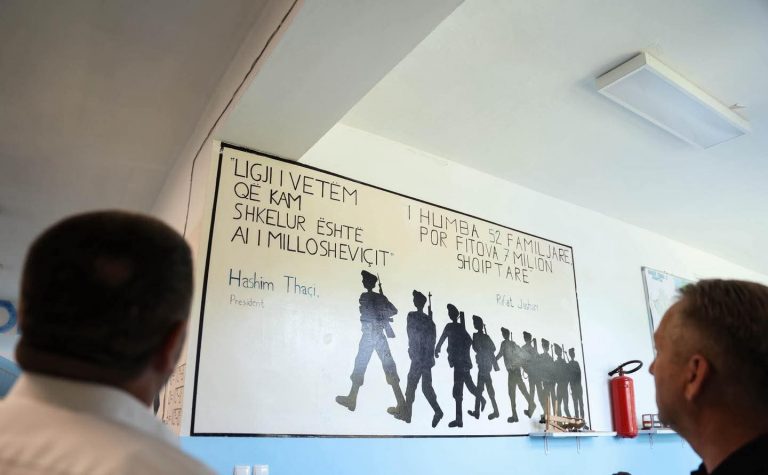 "LIGJI I VETËM
QË KAM
SHKELUR ËSHTË
AI I MILLOSHEVIÇIT"
Hashim Thaçi,
President
I HUMBA 52 FAMILJARË
POR FITOVA 7 MILION
SHQIPTARË"
Rifat Jashari